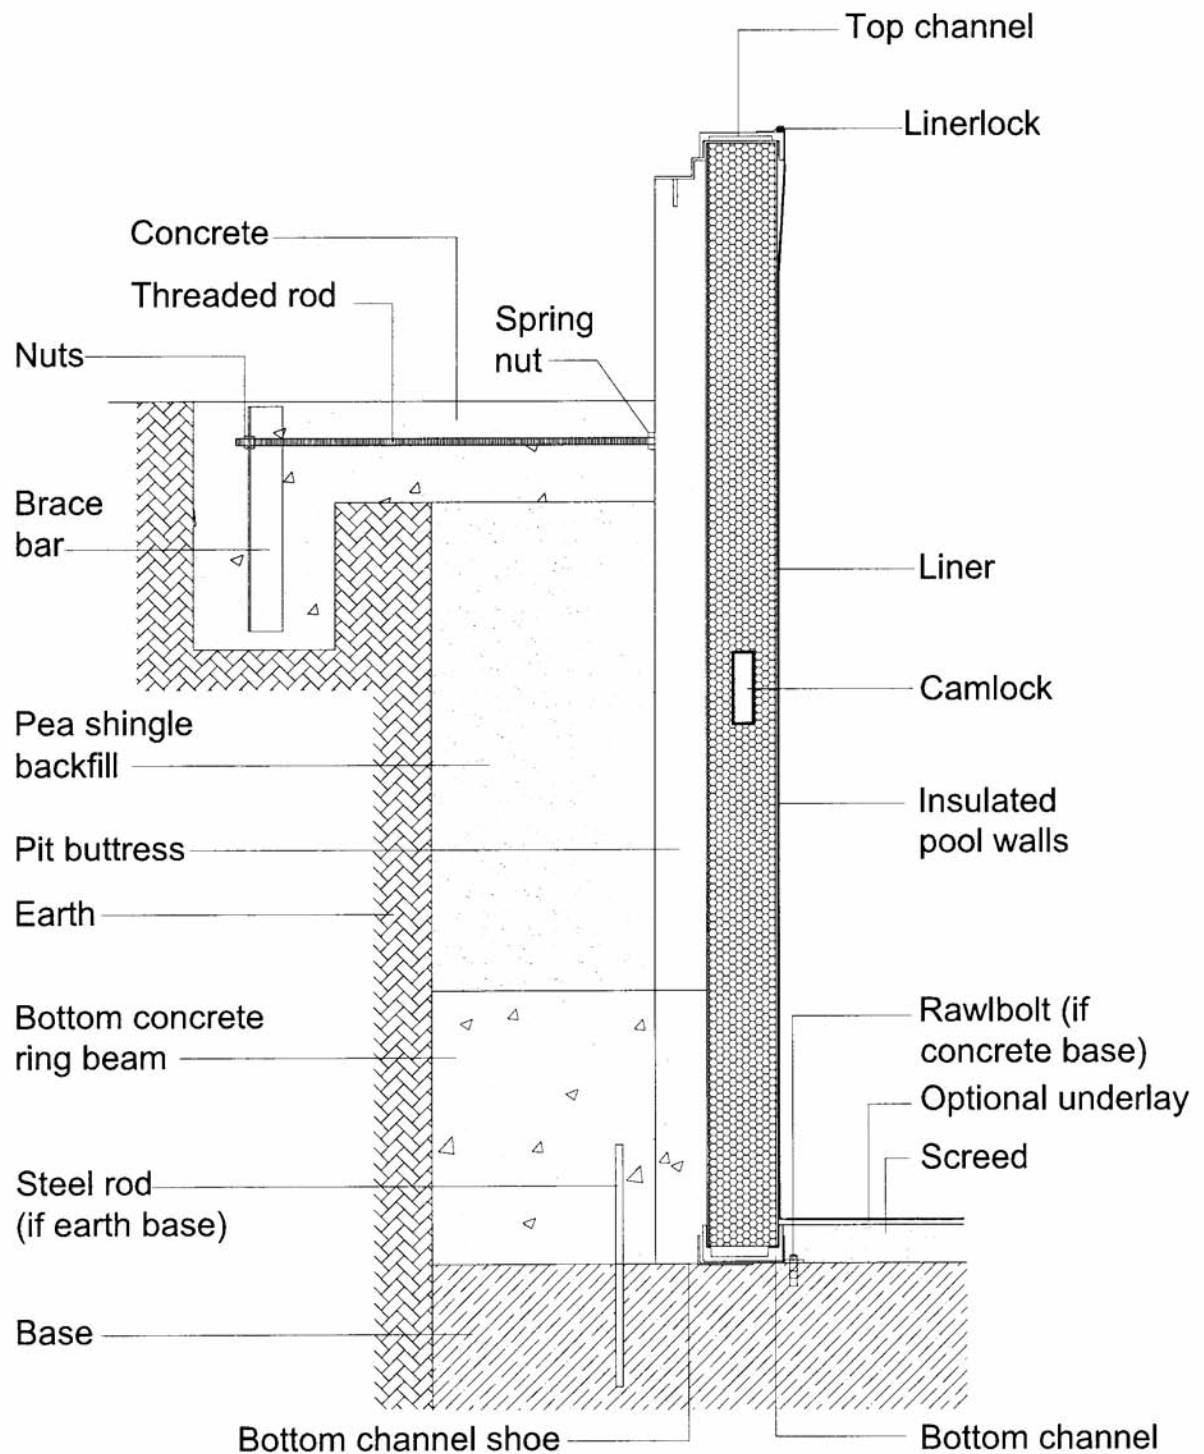 Top channel
Linerlock
Concrete
Threaded rod
Spring
nut
Nuts
Brace
bar
Liner
Camlock
Pea shingle
backfill
Insulated
pool walls
Pit buttress
Earth
Bottom concrete
ring beam
Rawlbolt (if
concrete base)
Optional underlay
Screed
Steel rod
(if earth base)
Base
Bottom channel shoe
Bottom channel